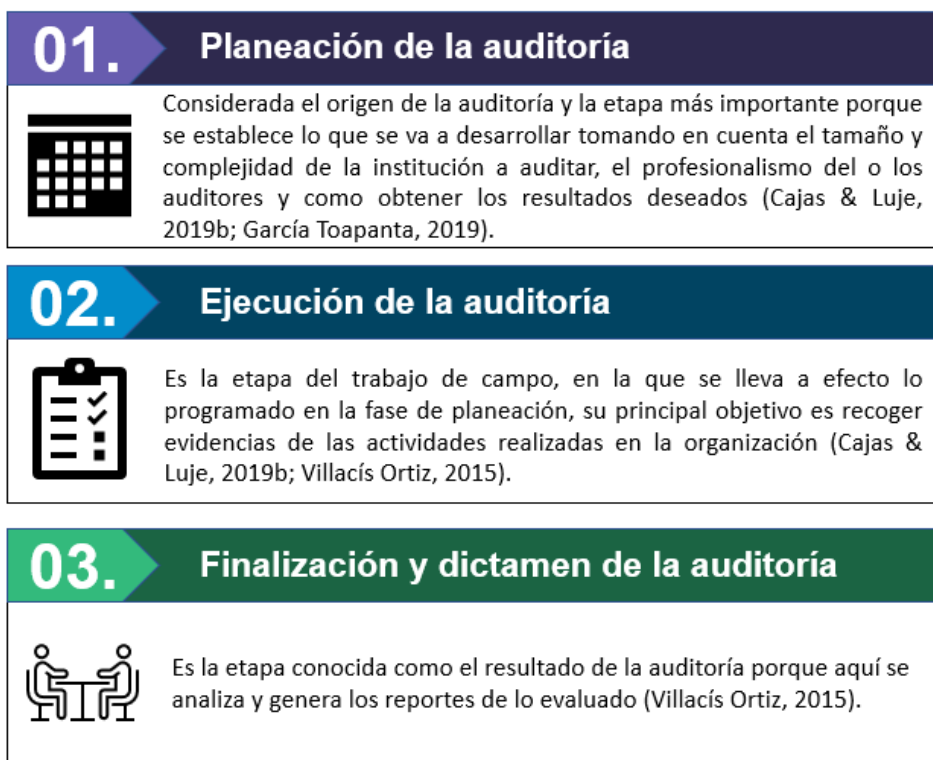 01.
Planeación de la auditoría
Considerada el origen de la auditoría y la etapa más importante porque
se establece lo que se va a desarrollar tomando en cuenta el tamaño y
complejidad de la institución a auditar, el profesionalismo del o los
auditores y como obtener los resultados deseados (Cajas & Luje,
2019b; García Toapanta, 2019).
02.
Ejecución de la auditoría
Es la etapa del trabajo de campo, en la que se lleva a efecto lo
programado en la fase de planeación, su principal objetivo es recoger
evidencias de las actividades realizadas en la organización (Cajas &
Luje, 2019b; Villacís Ortiz, 2015).
03.
Finalización y dictamen de la auditoría
Es la etapa conocida como el resultado de la auditoría porque aquí se
analiza y genera los reportes de lo evaluado (Villacís Ortiz, 2015).